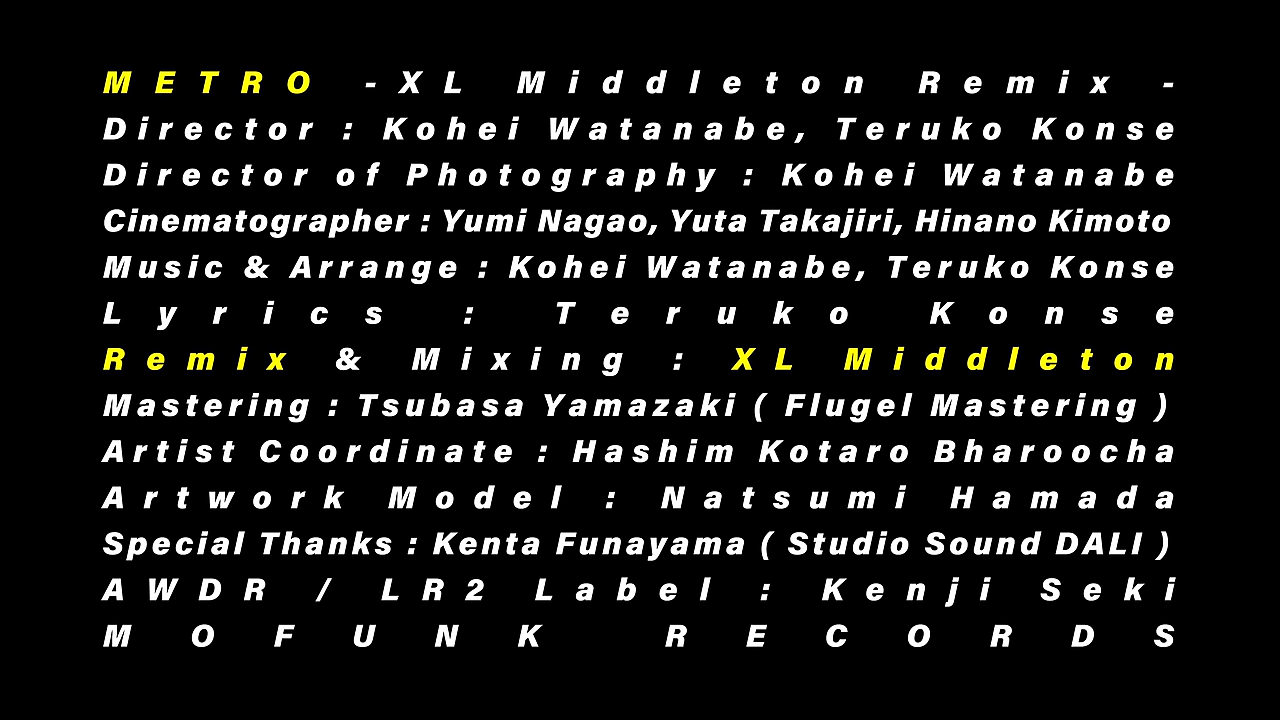 METRO -XL Middleton Remix -
Director : Kohei Watanabe, Teruko Konse
Director of Photography : Kohei Watanabe
Cinematographer : Yumi Nagao, Yuta Takajiri, Hinano Kimoto
Music & Arrange : Kohei Watanabe, Teruko Konse
Lyrics : Teruko Konse
Remix & Mixing : XL Middleton
Mastering : Tsubasa Yamazaki ( Flugel Mastering )
Artist Coordinate : Hashim Kotaro Bharoocha
Artwork Model : Natsumi Hamada
Special Thanks : Kenta Funayama ( Studio Sound DALI )
AWDR / LR2 Label : Kenji Seki
MOFUNK RECORDS